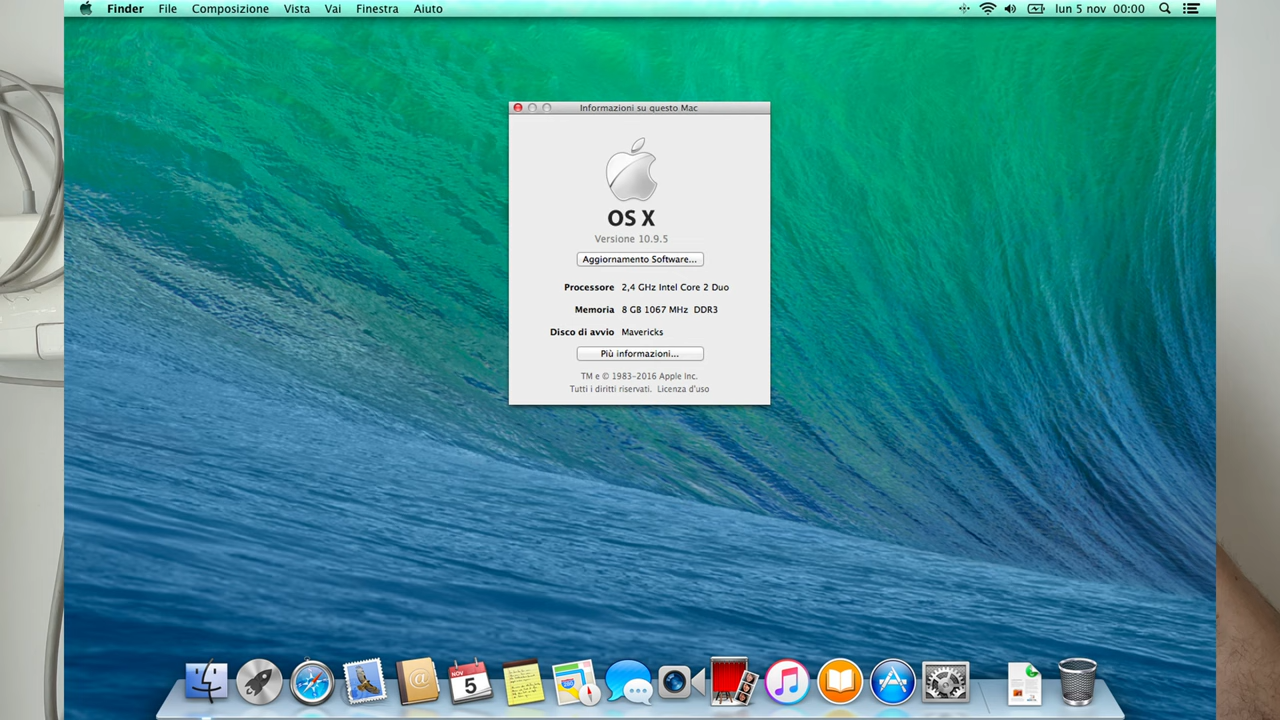 Finder File Composizione Vista Vai Finestra Aiuto lun 5 nov 00:00
Informazioni su questo Mac
OS X
Versione 10.9.5
Aggiornamento Software...
Processore 2,4 GHz Intel Core 2 Duo
Memoria 8 GB 1067 MHz DDR3
Disco di avvio Mavericks
Più informazioni...
TM e © 1983-2016 Apple Inc.
Tutti i diritti riservati. Licenza d'uso
NOV
5
@